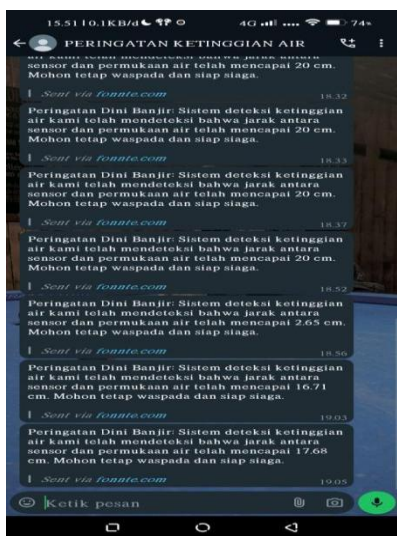 15.51 | 0.1KB/d
4G
74%
PERINGATAN KETINGGIAN AIR
sensor dan permukaan air telah mencapai 20 cm.
Mohon tetap waspada dan siap siaga.
Sent via fonnte.com
18.32
Peringatan Dini Banjir: Sistem deteksi ketinggian
air kami telah mendeteksi bahwa jarak antara
sensor dan permukaan air telah mencapai 20 cm.
Mohon tetap waspada dan siap siaga.
Sent via fonnte.com
18.33
Peringatan Dini Banjir: Sistem deteksi ketinggian
air kami telah mendeteksi bahwa jarak antara
sensor dan permukaan air telah mencapai 20 cm.
Mohon tetap waspada dan siap siaga.
Sent via fonnte.com
18.37
Peringatan Dini Banjir: Sistem deteksi ketinggian
air kami telah mendeteksi bahwa jarak antara
sensor dan permukaan air telah mencapai 20 cm.
Mohon tetap waspada dan siap siaga.
Sent via fonnte.com
18.52
Peringatan Dini Banjir: Sistem deteksi ketinggian
air kami telah mendeteksi bahwa jarak antara
sensor dan permukaan air telah mencapai 2.65 cm.
Mohon tetap waspada dan siap siaga.
Sent via fonnte.com
18.56
Peringatan Dini Banjir: Sistem deteksi ketinggian
air kami telah mendeteksi bahwa jarak antara
sensor dan permukaan air telah mencapai 16.71
cm. Mohon tetap waspada dan siap siaga.
Sent via fonnte.com
19.03
Peringatan Dini Banjir: Sistem deteksi ketinggian
air kami telah mendeteksi bahwa jarak antara
sensor dan permukaan air telah mencapai 17.68
cm. Mohon tetap waspada dan siap siaga.
Sent via fonnte.com
19.05
Ketik pesan